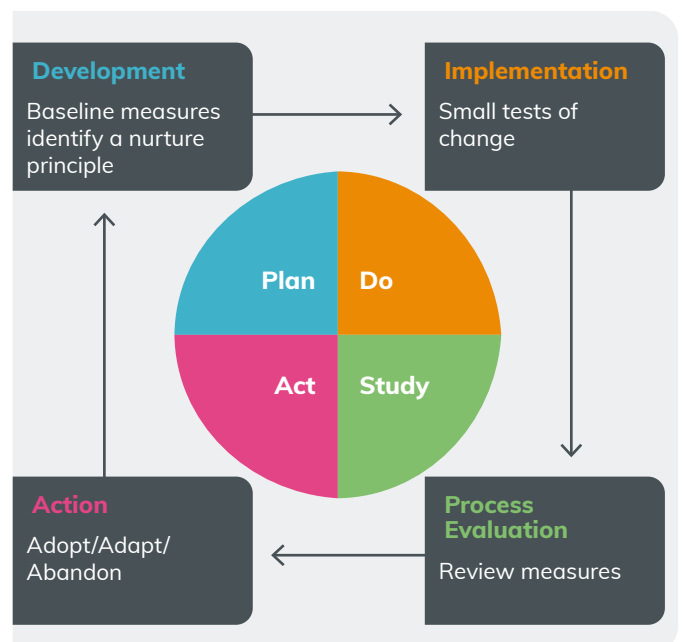 Development
Baseline measures
identify a nurture
principle
Implementation
Small tests of
change
Plan
Do
Act
Study
Action
Adopt/Adapt/
Abandon
Process
Evaluation
Review measures